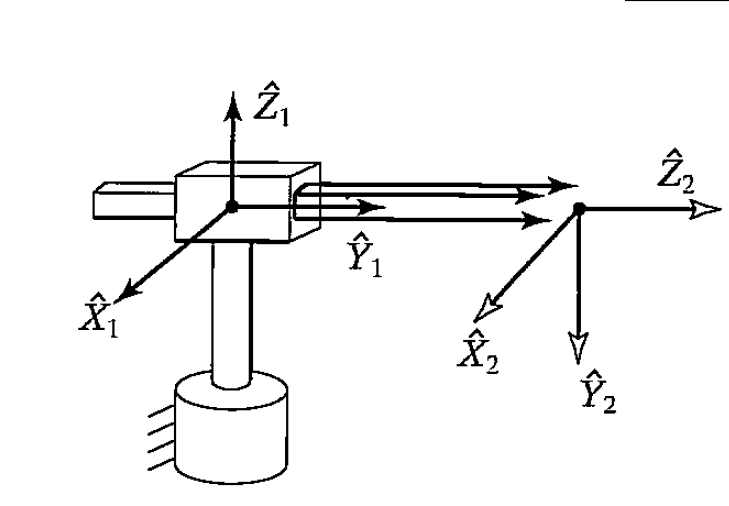 Ẑ₁
Ẑ₂
Ŷ₁
X̂₁
X̂₂
Ŷ₂